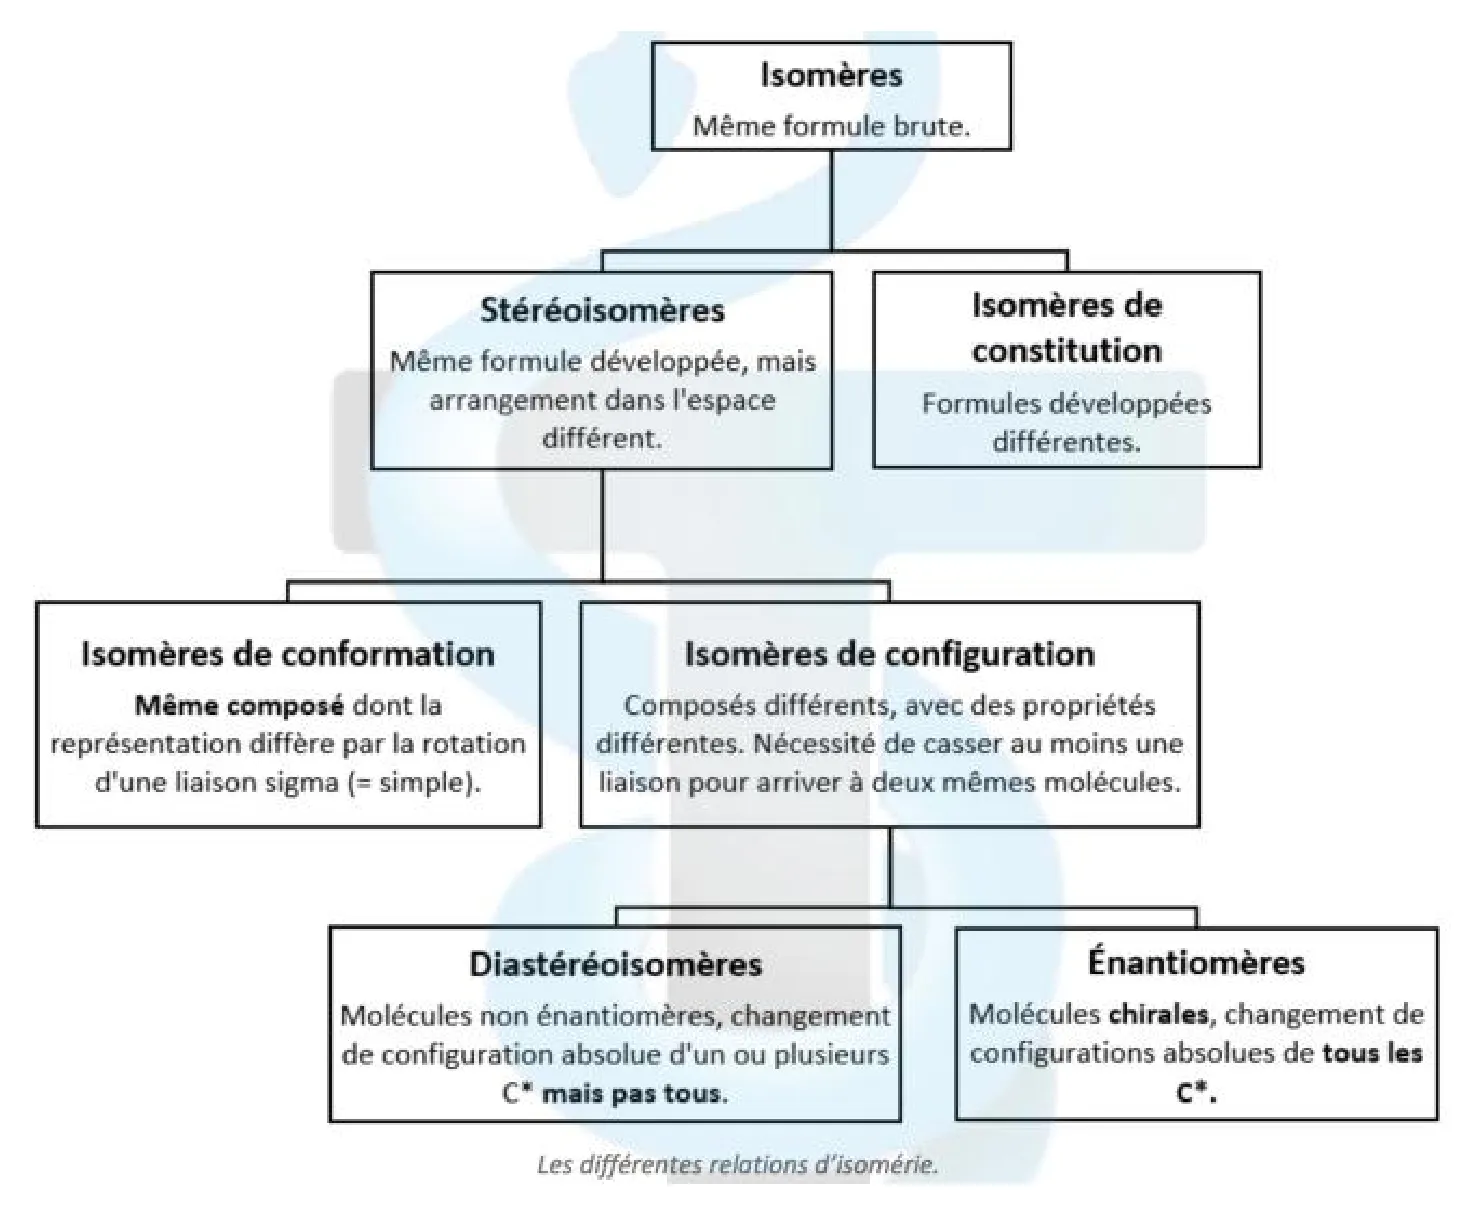 Isomères
Même formule brute.
Stéréoisomères
Même formule développée, mais
arrangement dans l'espace
différent.
Isomères de
constitution
Formules développées
différentes.
Isomères de conformation
Même composé dont la
représentation diffère par la rotation
d'une liaison sigma (= simple).
Isomères de configuration
Composés différents, avec des propriétés
différentes. Nécessité de casser au moins une
liaison pour arriver à deux mêmes molécules.
Diastéréoisomères
Molécules non énantiomères, changement
de configuration absolue d'un ou plusieurs
C* mais pas tous.
Énantiomères
Molécules chirales, changement de
configurations absolues de tous les
C*.
Les différentes relations d'isomérie.